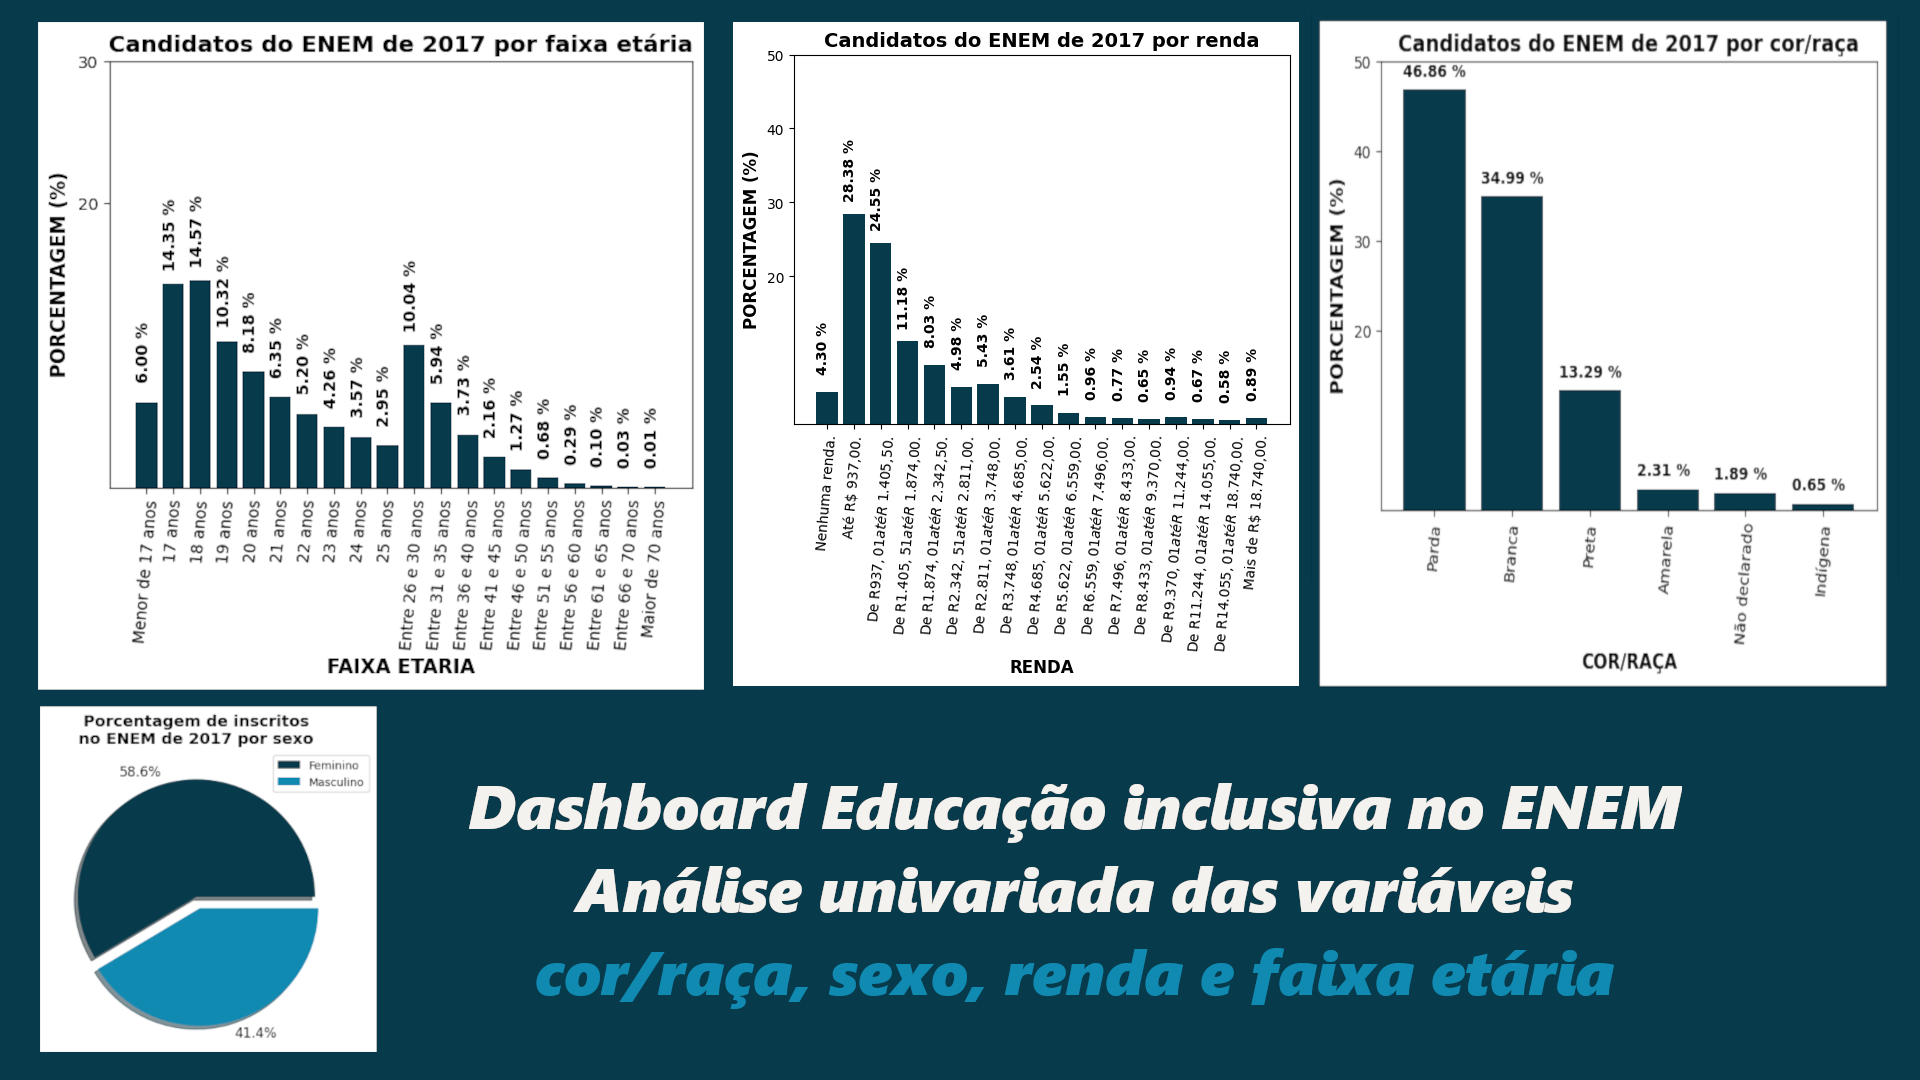 Candidatos do ENEM de 2017 por faixa etária
PORCENTAGEM (%)
30
20
6.00 %
14.35 %
14.57 %
10.32 %
8.18 %
6.35 %
5.20 %
4.26 %
3.57 %
2.95 %
10.04 %
5.94 %
3.73 %
2.16 %
1.27 %
0.68 %
0.29 %
0.10 %
0.03 %
0.01 %
Menor de 17 anos
17 anos
18 anos
19 anos
20 anos
21 anos
22 anos
23 anos
24 anos
25 anos
Entre 26 e 30 anos
Entre 31 e 35 anos
Entre 36 e 40 anos
Entre 41 e 45 anos
Entre 46 e 50 anos
Entre 51 e 55 anos
Entre 56 e 60 anos
Entre 61 e 65 anos
Entre 66 e 70 anos
Maior de 70 anos
FAIXA ETARIA
Candidatos do ENEM de 2017 por renda
PORCENTAGEM (%)
50
40
30
20
4.30 %
28.38 %
24.55 %
11.18 %
8.03 %
4.98 %
5.43 %
3.61 %
2.54 %
1.55 %
0.96 %
0.77 %
0.65 %
0.94 %
0.67 %
0.58 %
0.89 %
Nenhuma renda.
Até R$ 937,00.
De R937, 01atéR 1.405,50.
De R1.405, 51atéR 1.874,00.
De R1.874, 01atéR 2.342,50.
De R2.342, 51atéR 2.811,00.
De R2.811, 01atéR 3.748,00.
De R3.748, 01atéR 4.685,00.
De R4.685, 01atéR 5.622,00.
De R5.622, 01atéR 6.559,00.
De R6.559, 01atéR 7.496,00.
De R7.496, 01atéR 8.433,00.
De R8.433, 01atéR 9.370,00.
De R9.370, 01atéR 11.244,00.
De R11.244, 01atéR 14.055,00.
De R14.055, 01atéR 18.740,00.
Mais de R$ 18.740,00.
RENDA
Candidatos do ENEM de 2017 por cor/raça
PORCENTAGEM (%)
50
40
30
20
46.86 %
34.99 %
13.29 %
2.31 %
1.89 %
0.65 %
Parda
Branca
Preta
Amarela
Não declarado
Indígena
COR/RAÇA
Porcentagem de inscritos
no ENEM de 2017 por sexo
Feminino
Masculino
58.6%
41.4%
Dashboard Educação inclusiva no ENEM
Análise univariada das variáveis
cor/raça, sexo, renda e faixa etária